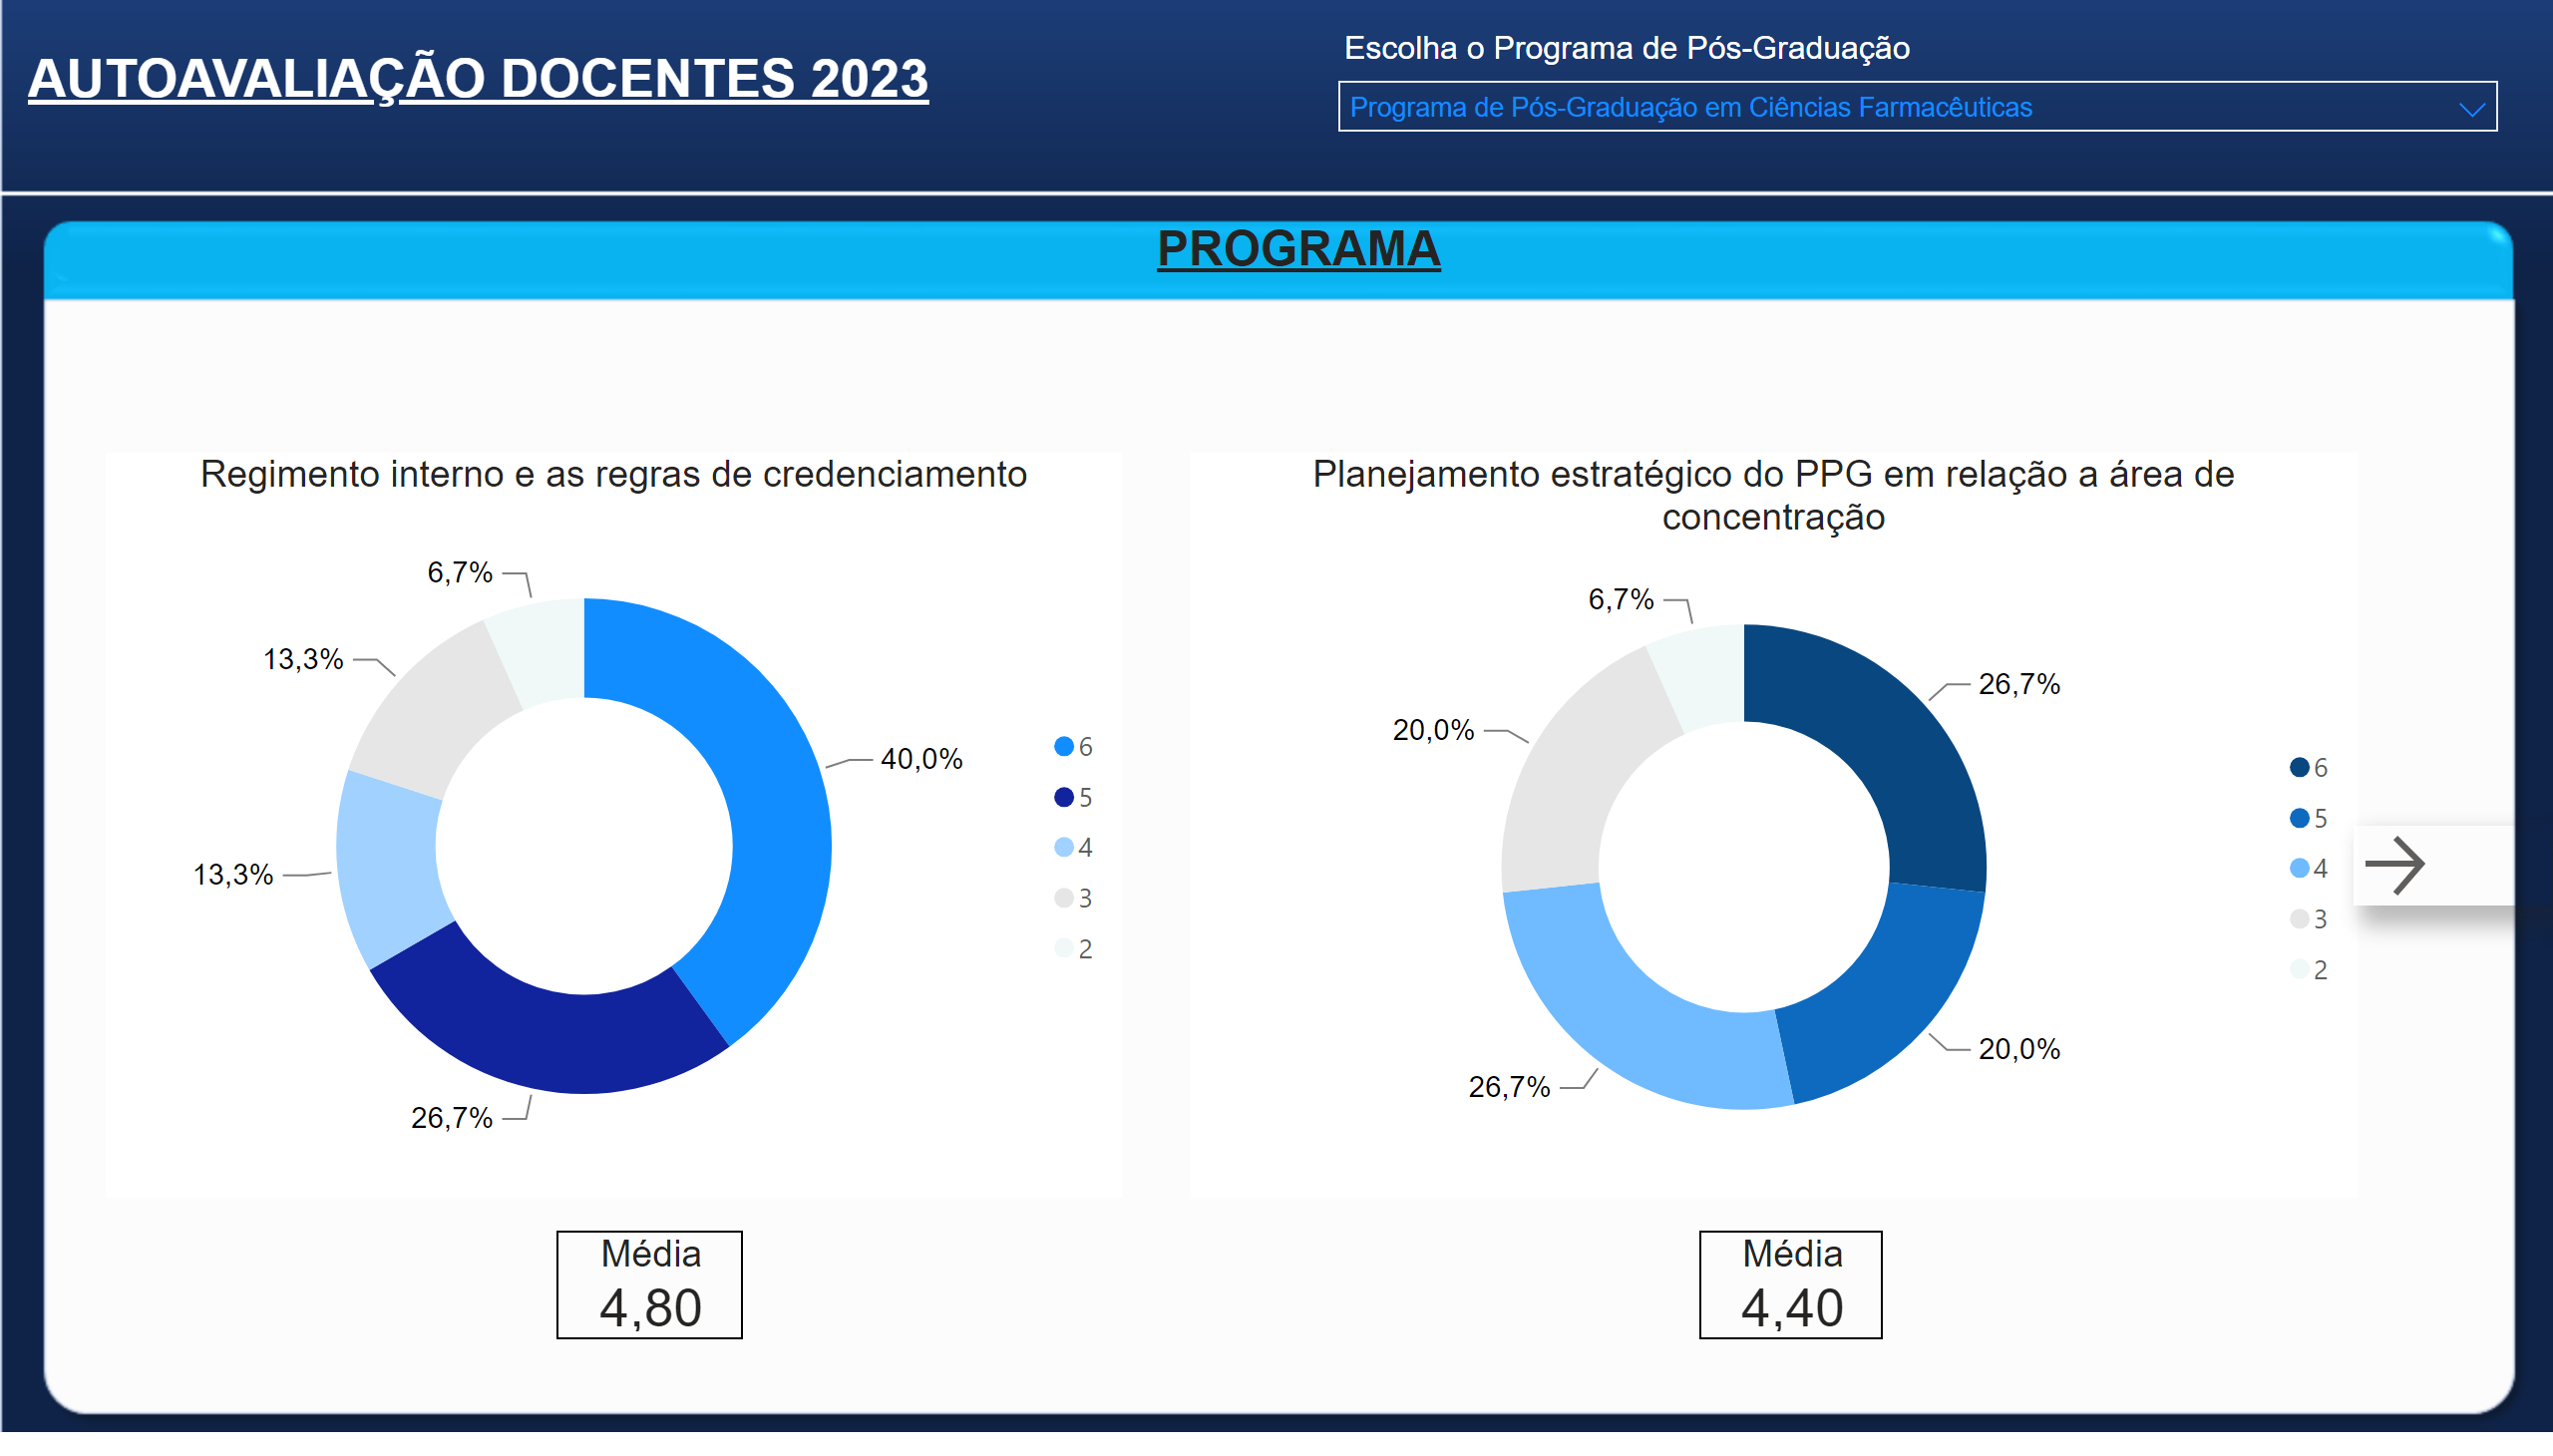 AUTOAVALIAÇÃO DOCENTES 2023
Escolha o Programa de Pós-Graduação
Programa de Pós-Graduação em Ciências Farmacêuticas
PROGRAMA
Regimento interno e as regras de credenciamento
6,7%
13,3%
40,0%
13,3%
26,7%
6
5
4
3
2
Média
4,80
Planejamento estratégico do PPG em relação a área de
concentração
6,7%
26,7%
20,0%
20,0%
26,7%
6
5
4
3
2
Média
4,40